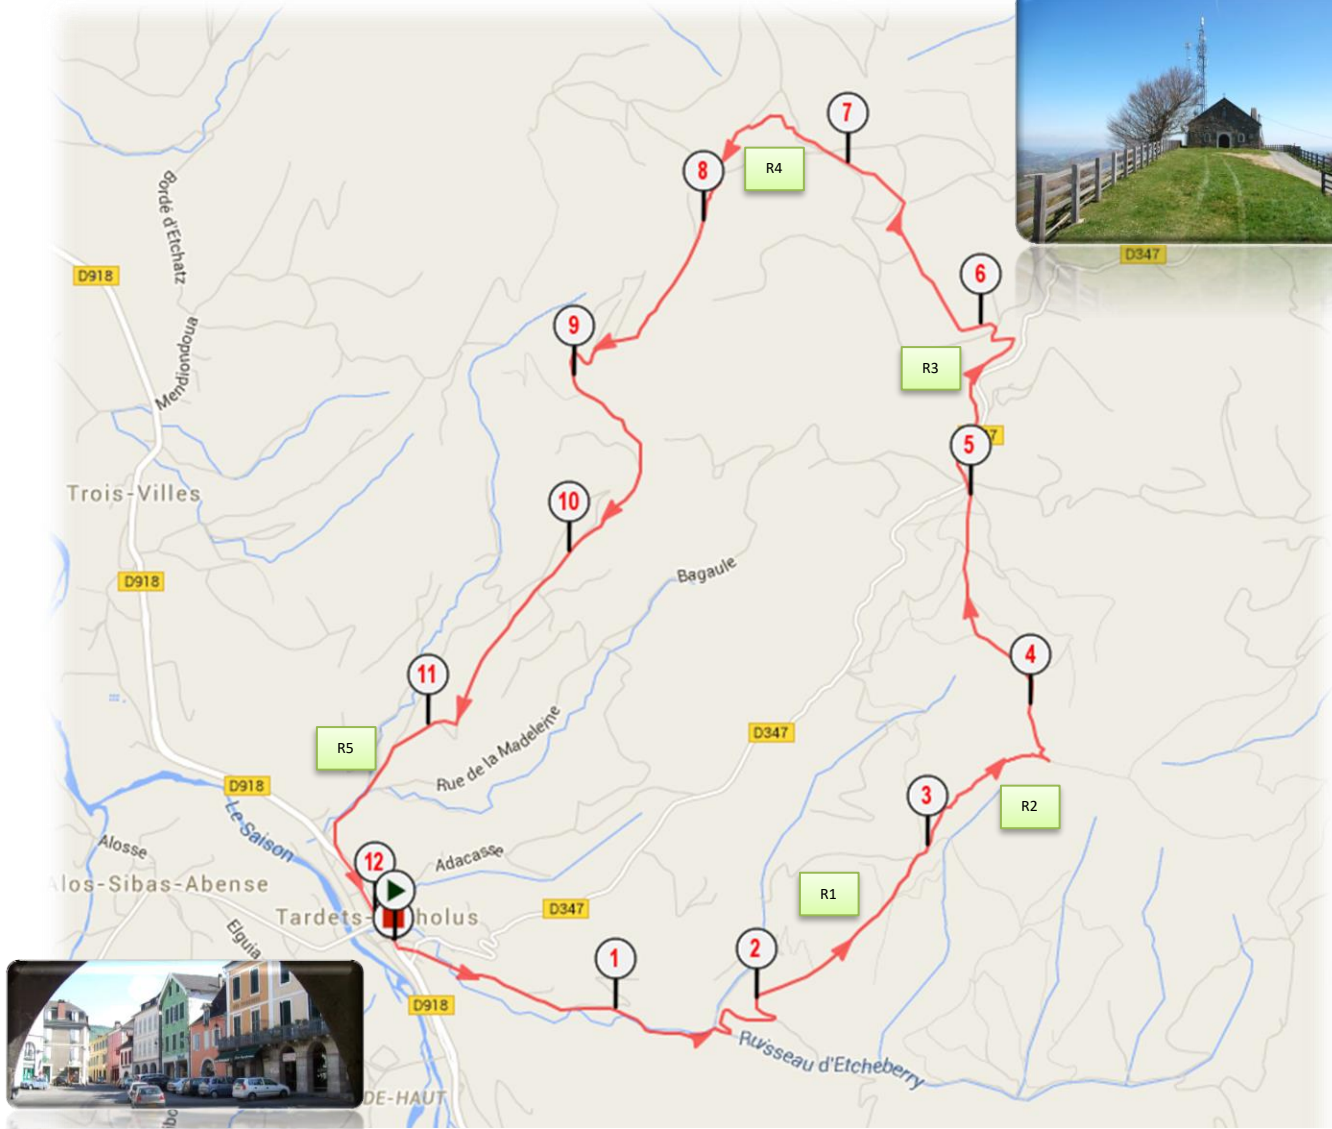 7
8
R4
Bordé d'Etchatz
D347
D918
6
9
Mendipidpoua
R3
47
5
Trois-Villes
10
D918
Bagaule
4
11
Rue de la Madeleine
D347
R5
D918
3
R2
Le Saison
Alosse
Adacasse
12
R1
Alos-Sibas-Abense
Tardets-
holus
D347
Elguia
2
1
D918
Ruisseau d'Etcheberry
DE-HAUT